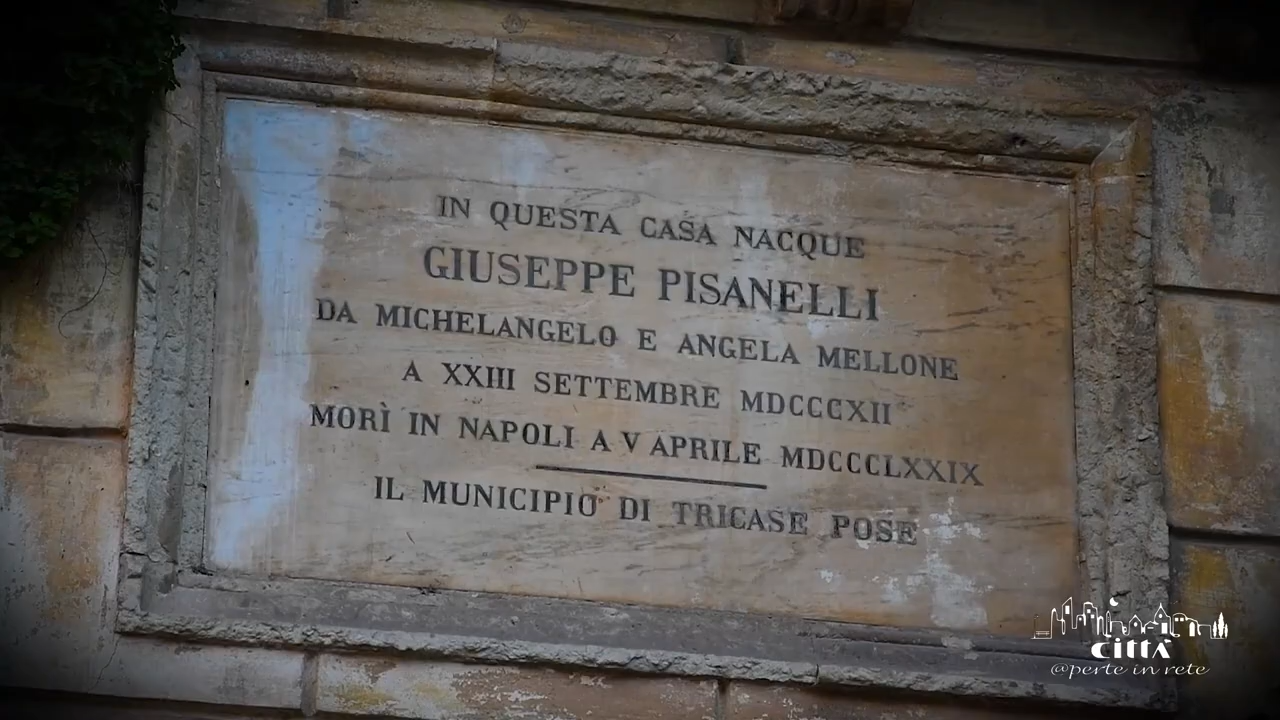 IN QUESTA CASA NACQUE
GIUSEPPE PISANELLI
DA MICHELANGELO E ANGELA MELLONE
A XXIII SETTEMBRE MDCCCXII
MORÌ IN NAPOLI A V APRILE MDCCCLXXIX
IL MUNICIPIO DI TRICASE POSE
CITTÀ
@perte in rete